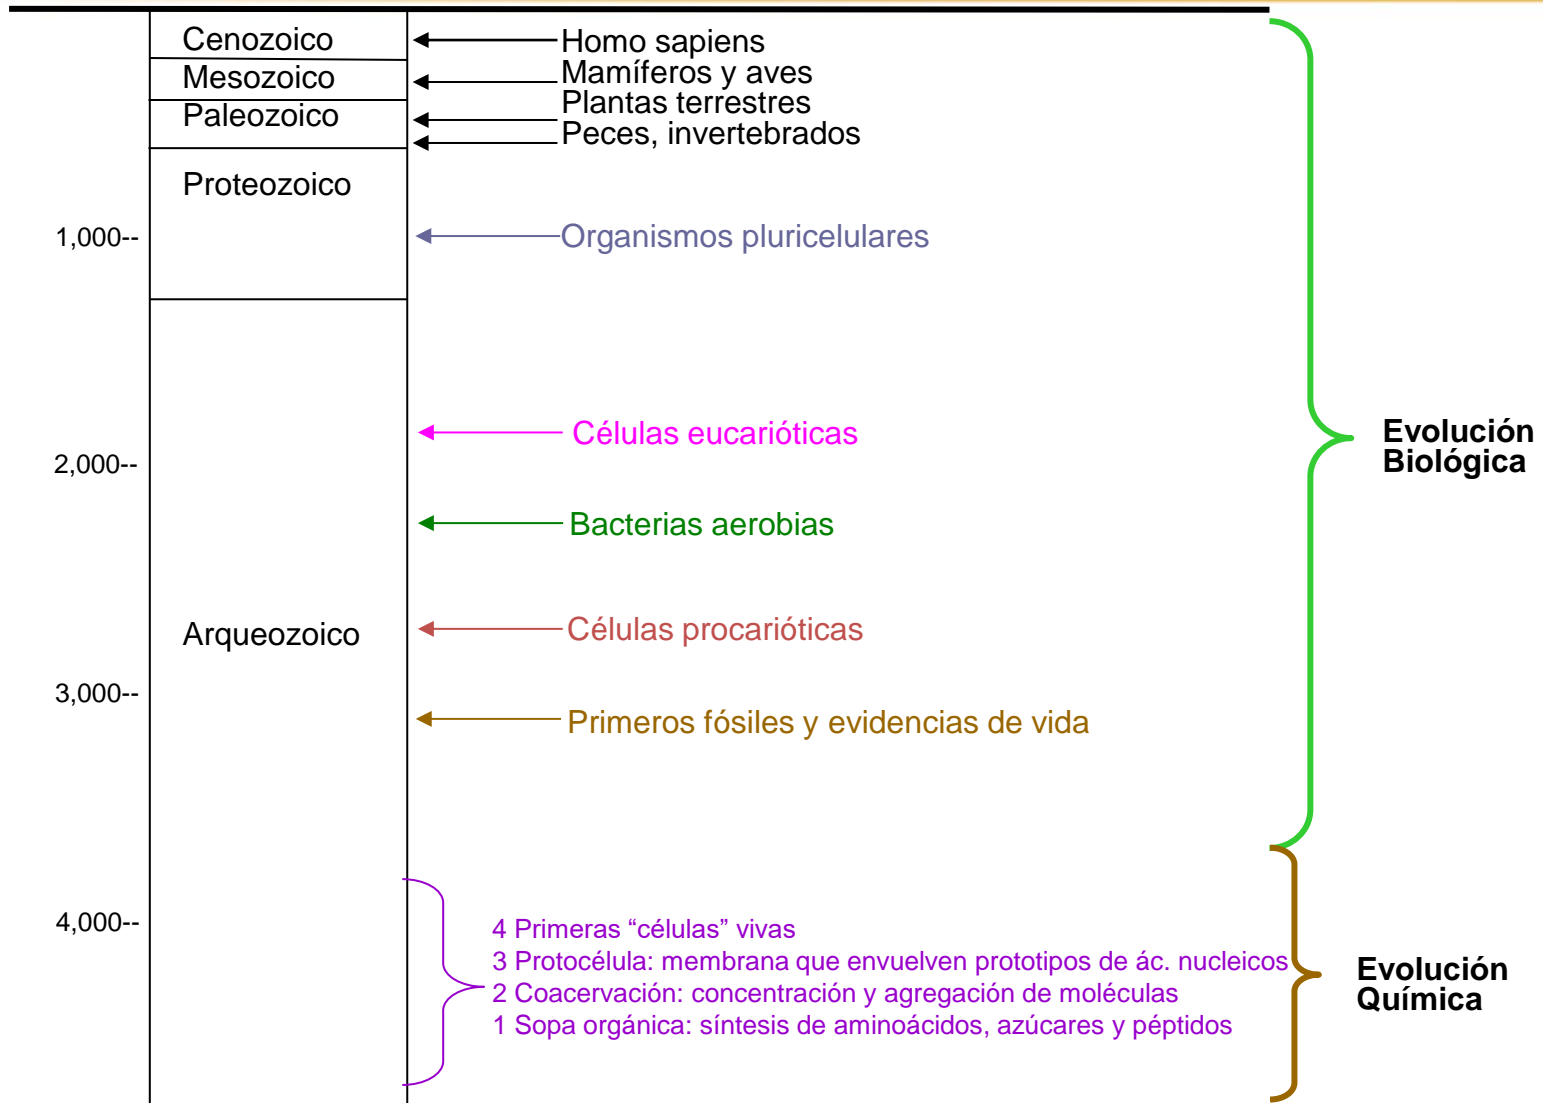 Cenozoico
Homo sapiens
Mesozoico
Mamíferos y aves
Paleozoico
Plantas terrestres
Peces, invertebrados
Proteozoico
1,000--
Organismos pluricelulares
Células eucarióticas
Evolución
Biológica
2,000--
Bacterias aerobias
Arqueozoico
Células procarióticas
3,000--
Primeros fósiles y evidencias de vida
4,000--
4 Primeras “células” vivas
3 Protocélula: membrana que envuelven prototipos de ác. nucleicos
2 Coacervación: concentración y agregación de moléculas
1 Sopa orgánica: síntesis de aminoácidos, azúcares y péptidos
Evolución
Química